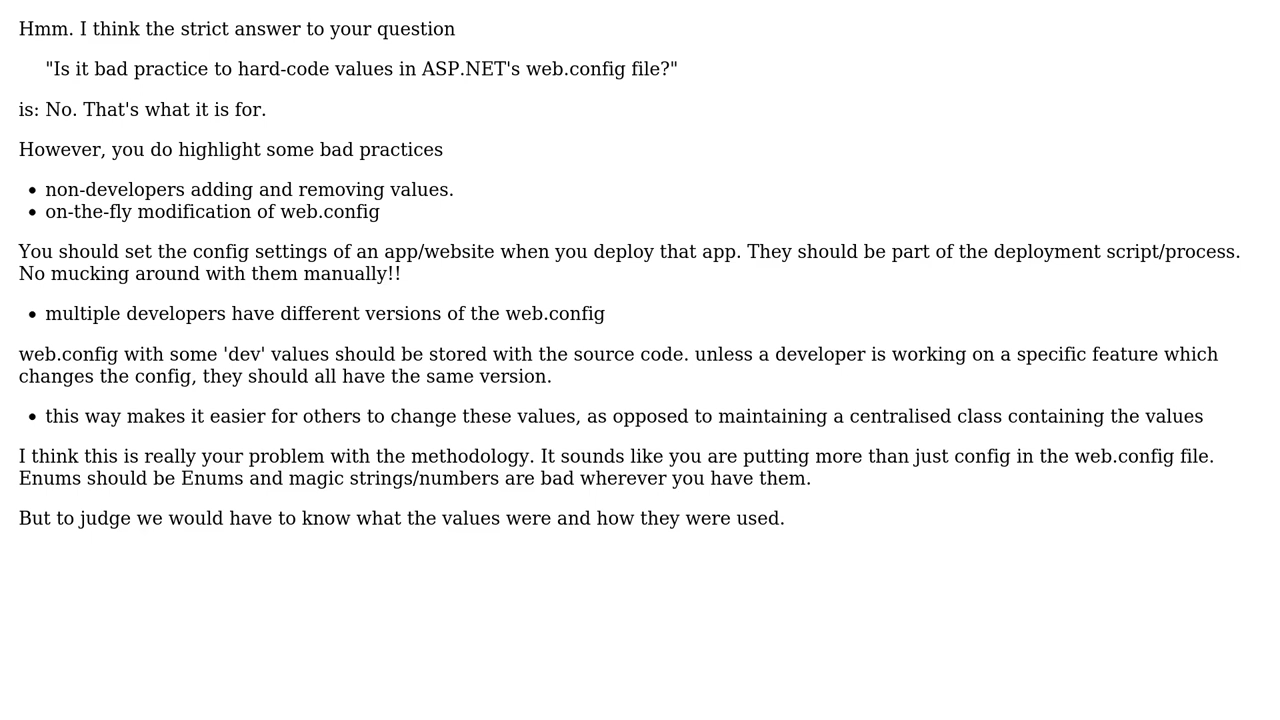 Hmm. I think the strict answer to your question
"Is it bad practice to hard-code values in ASP.NET's web.config file?"
is: No. That's what it is for.
However, you do highlight some bad practices
• non-developers adding and removing values.
• on-the-fly modification of web.config
You should set the config settings of an app/website when you deploy that app. They should be part of the deployment script/process.
No mucking around with them manually!!
• multiple developers have different versions of the web.config
web.config with some 'dev' values should be stored with the source code. unless a developer is working on a specific feature which
changes the config, they should all have the same version.
• this way makes it easier for others to change these values, as opposed to maintaining a centralised class containing the values
I think this is really your problem with the methodology. It sounds like you are putting more than just config in the web.config file.
Enums should be Enums and magic strings/numbers are bad wherever you have them.
But to judge we would have to know what the values were and how they were used.